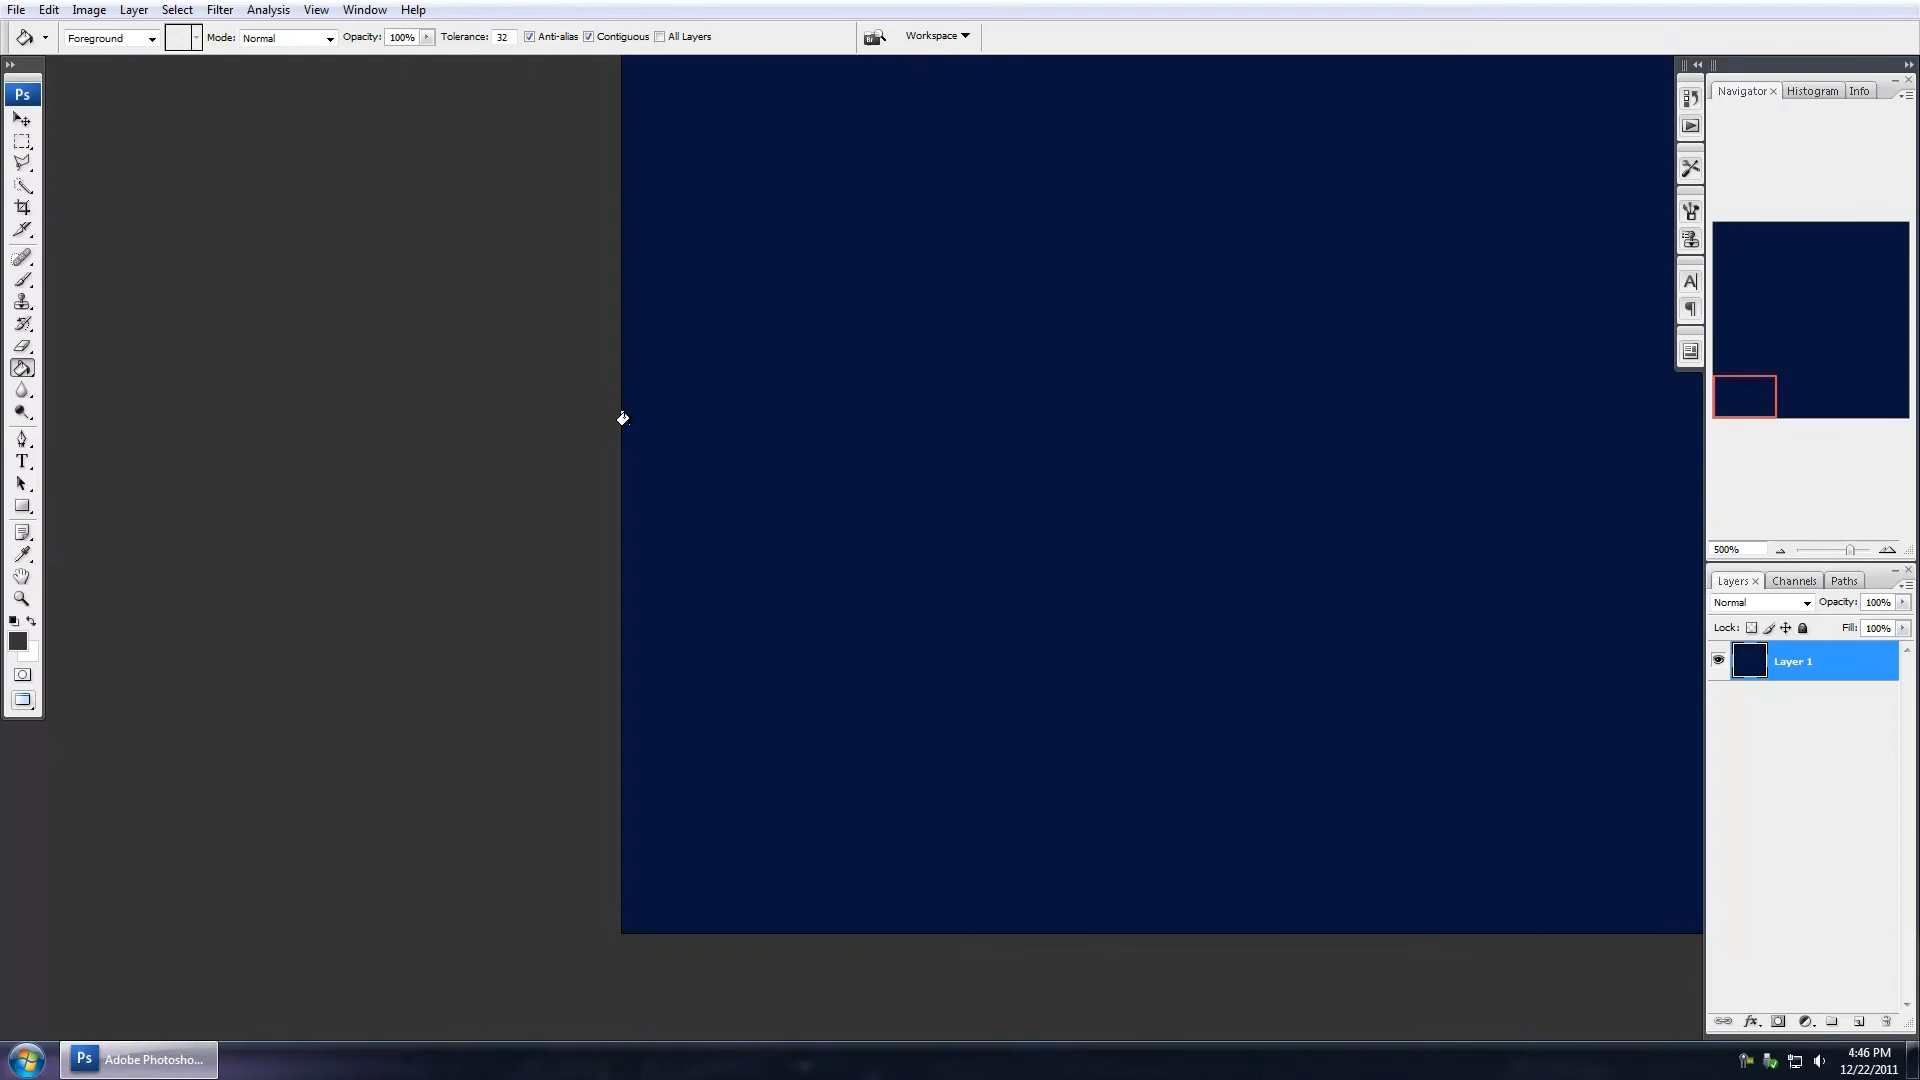 File Edit Image Layer Select Filter Analysis View Window Help
Foreground Mode: Normal Opacity: 100% Tolerance: 32 Anti-alias Contiguous All Layers Workspace
Ps
Navigator Histogram Info
A
T
500%
Layers Channels Paths
Normal Opacity: 100%
Lock: Fill: 100%
Layer 1
fx
Ps Adobe Photosho...
4:46 PM
12/22/2011